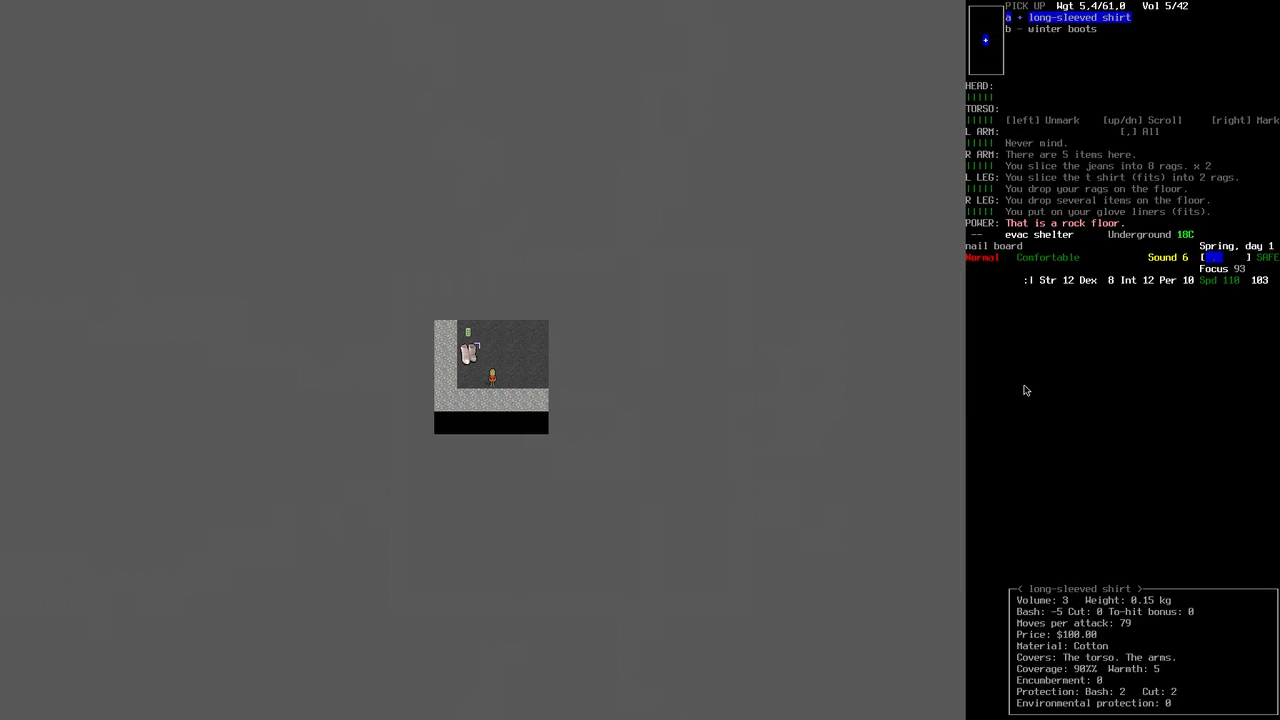 PICK UP  Wgt 5,4/61,0   Vol 5/42
a + long-sleeved shirt
b - winter boots
HEAD:
|||||
TORSO:
||||| [left] Unmark    [up/dn] Scroll    [right] Mark
L ARM: [,] All
||||| Never mind.
R ARM: There are 5 items here.
||||| You slice the jeans into 8 rags. x 2
L LEG: You slice the t shirt (fits) into 2 rags.
||||| You drop your rags on the floor.
R LEG: You drop several items on the floor.
||||| You put on your glove liners (fits).
POWER: That is a rock floor.
-- evac shelter      Underground 18C
nail board      Spring, day 1
Normal   Comfortable      Sound 6  [     ] SAFE
Focus 93
:| Str 12 Dex  8 Int 12 Per 10 Spd 110  103
< long-sleeved shirt >
Volume: 3   Weight: 0.15 kg
Bash: -5 Cut: 0 To-hit bonus: 0
Moves per attack: 79
Price: $100.00
Material: Cotton
Covers: The torso. The arms.
Coverage: 90%%  Warmth: 5
Encumberment: 0
Protection: Bash: 2   Cut: 2
Environmental protection: 0